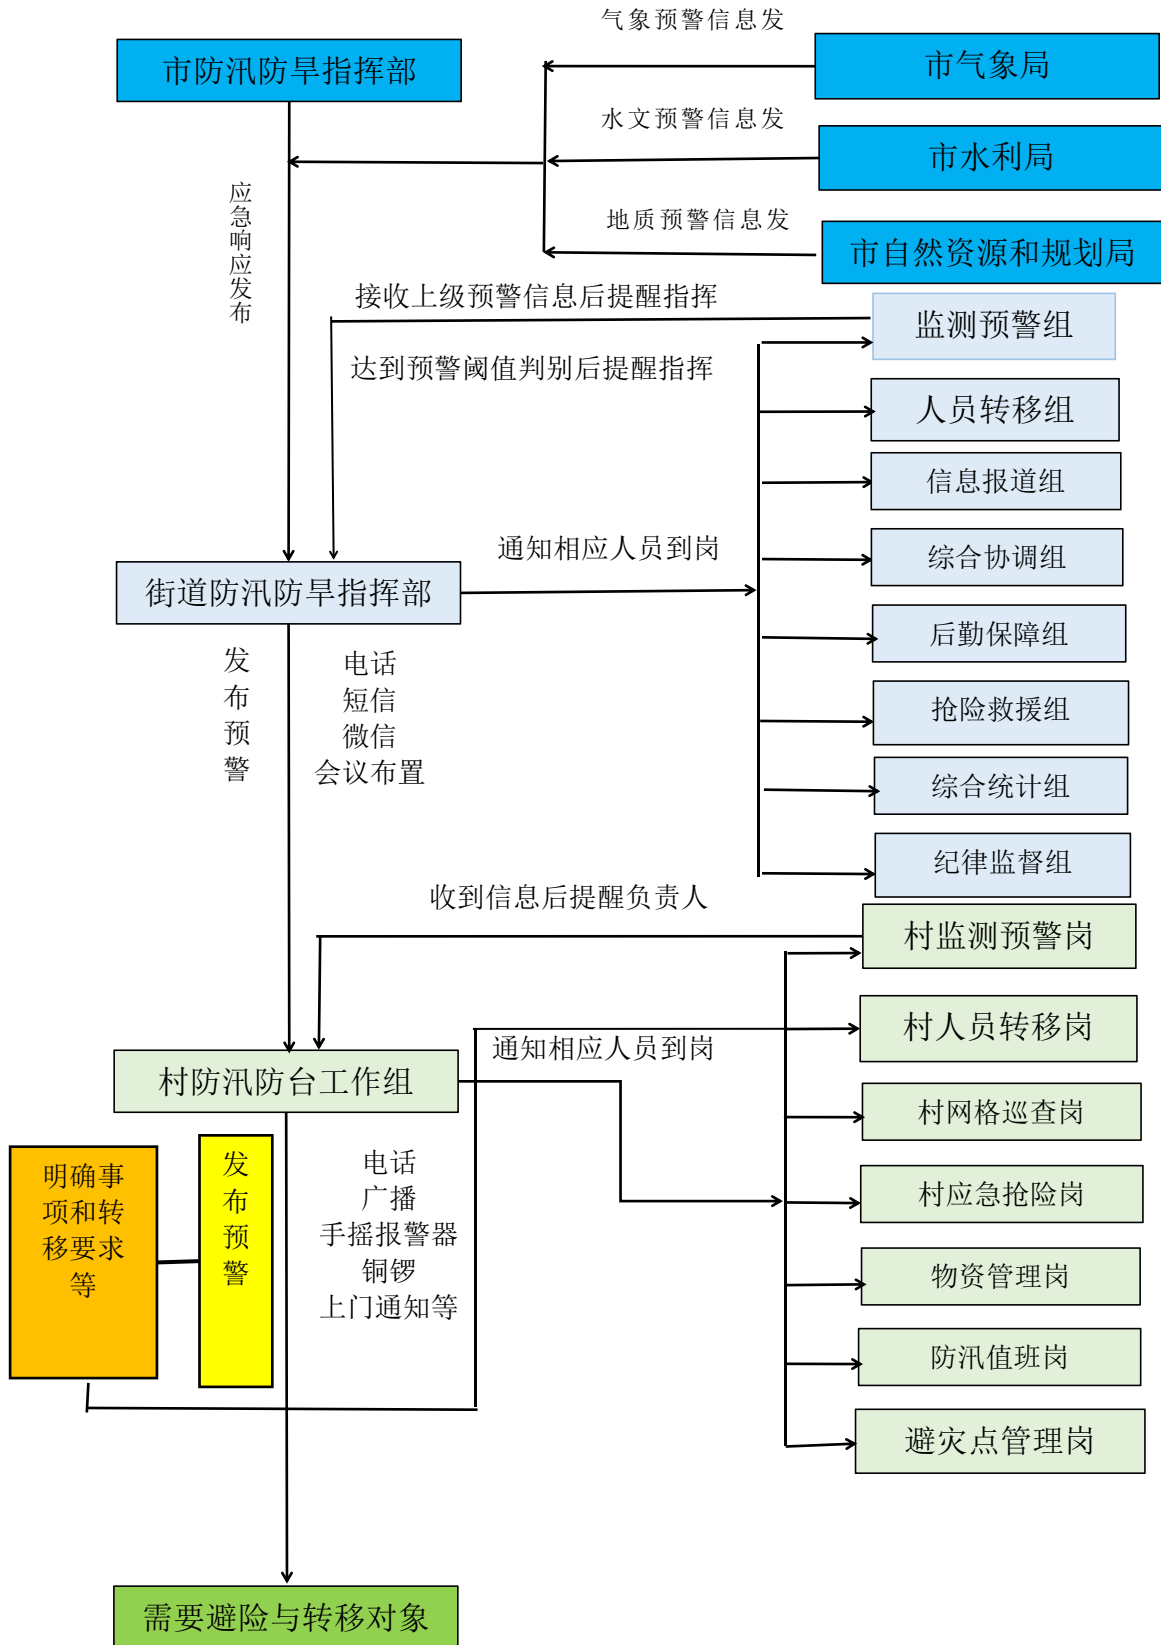 气象预警信息发
市防汛防旱指挥部
市气象局
水文预警信息发
市水利局
应急响应发布
地质预警信息发
市自然资源和规划局
接收上级预警信息后提醒指挥
监测预警组
达到预警阈值判别后提醒指挥
人员转移组
信息报道组
通知相应人员到岗
综合协调组
街道防汛防旱指挥部
后勤保障组
发布预警
电话
短信
微信
会议布置
抢险救援组
综合统计组
纪律监督组
收到信息后提醒负责人
村监测预警岗
村人员转移岗
通知相应人员到岗
村防汛防台工作组
村网格巡查岗
明确事
项和转
移要求
等
发布预警
电话
广播
手摇报警器
铜锣
上门通知等
村应急抢险岗
物资管理岗
防汛值班岗
避灾点管理岗
需要避险与转移对象